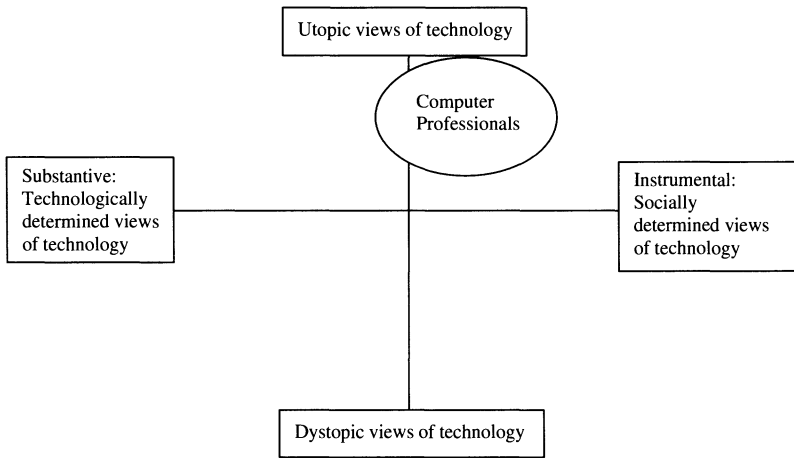 Utopic views of technology
Computer
Professionals
Substantive:
Technologically
determined views
of technology
Instrumental:
Socially
determined views
of technology
Dystopic views of technology